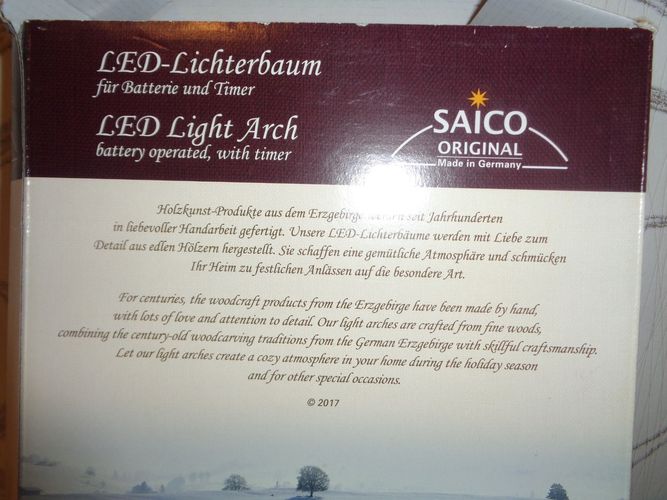 LED-Lichterbaum
für Batterie und Timer
LED Light Arch
battery operated, with timer
SAICO
ORIGINAL
Made in Germany
Holzkunst-Produkte aus dem Erzgebirge werden seit Jahrhunderten
in liebevoller Handarbeit gefertigt. Unsere LED-Lichterbäume werden mit Liebe zum
Detail aus edlen Hölzern hergestellt. Sie schaffen eine gemütliche Atmosphäre und schmücken
Ihr Heim zu festlichen Anlässen auf die besondere Art.
For centuries, the woodcraft products from the Erzgebirge have been made by hand,
with lots of love and attention to detail. Our light arches are crafted from fine woods,
combining the century-old woodcarving traditions from the German Erzgebirge with skillful craftsmanship.
Let our light arches create a cozy atmosphere in your home during the holiday season
and for other special occasions.
© 2017